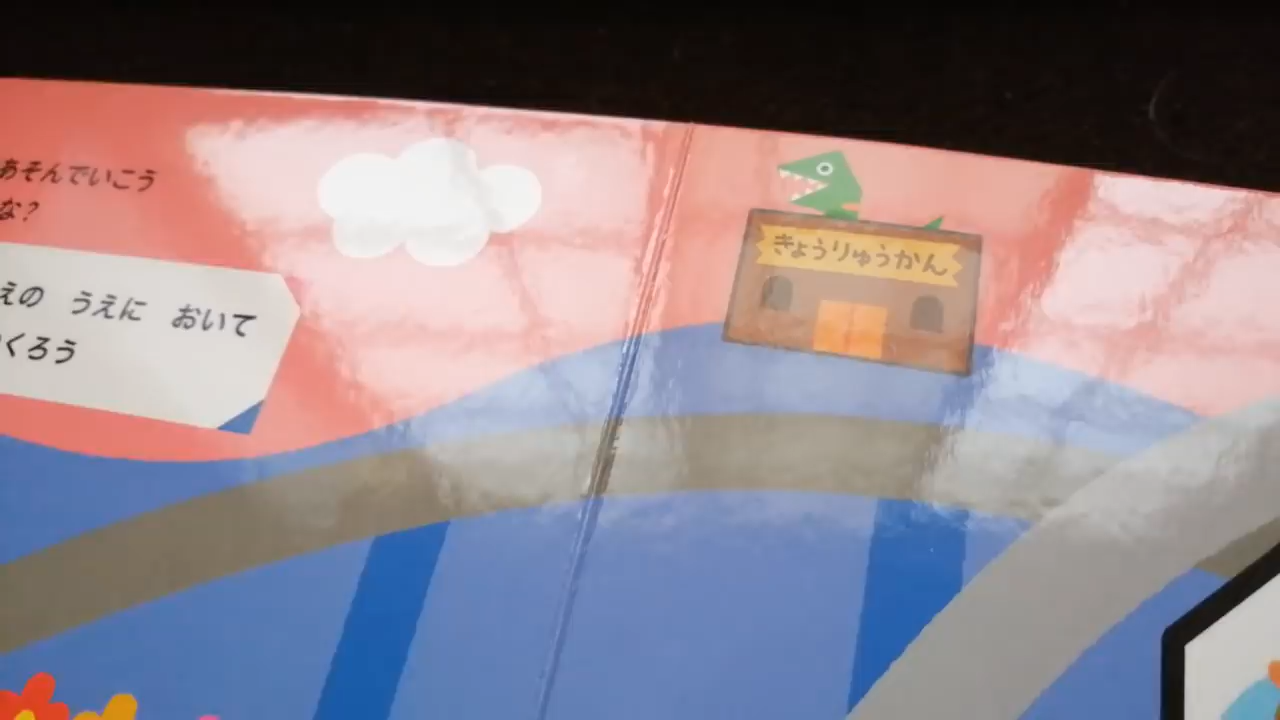 あそんでいこう
な?
えの うえに おいて
くろう
きょうりゅうかん